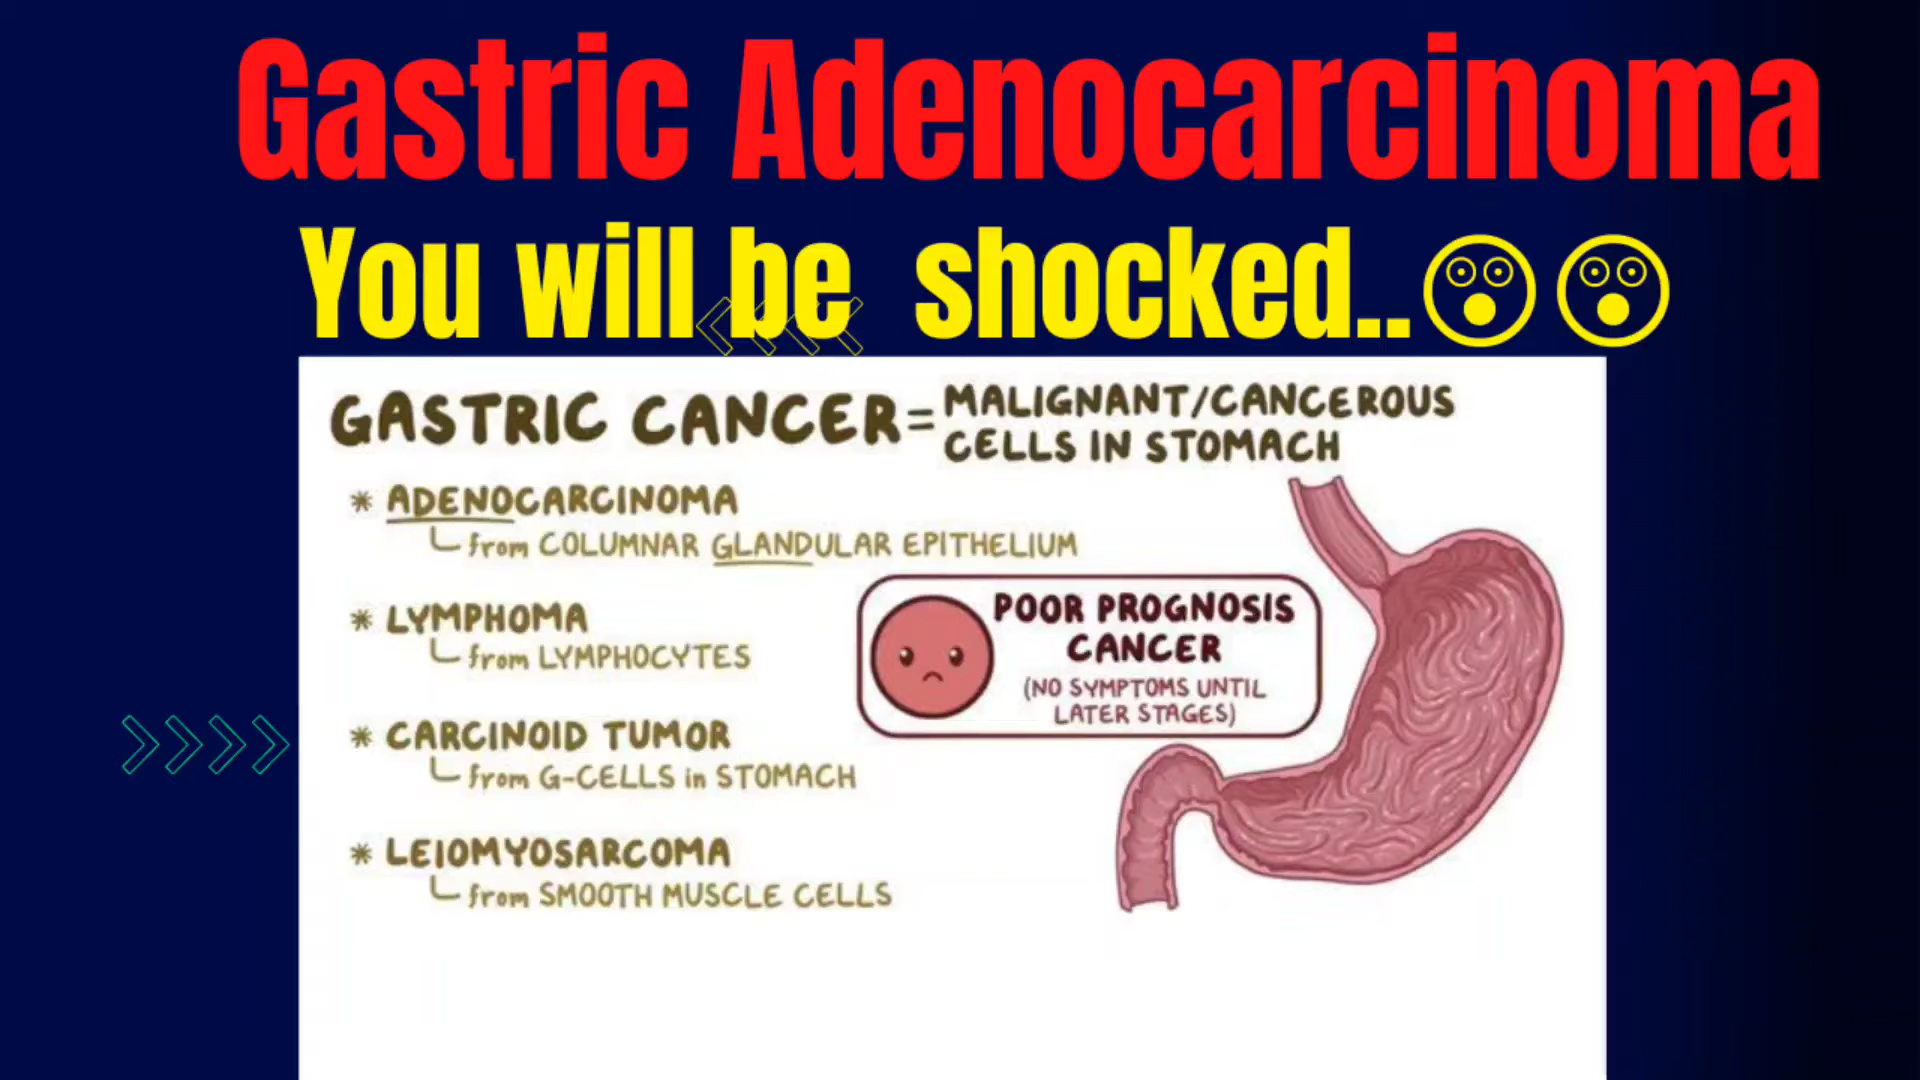 Gastric Adenocarcinoma
You will be shocked..😲😲
GASTRIC CANCER = MALIGNANT/CANCEROUS
CELLS IN STOMACH
* ADENOCARCINOMA
from COLUMNAR GLANDULAR EPITHELIUM
* LYMPHOMA
from LYMPHOCYTES
* CARCINOID TUMOR
from G-CELLS in STOMACH
* LEIOMYOSARCOMA
from SMOOTH MUSCLE CELLS
POOR PROGNOSIS
CANCER
(NO SYMPTOMS UNTIL
LATER STAGES)